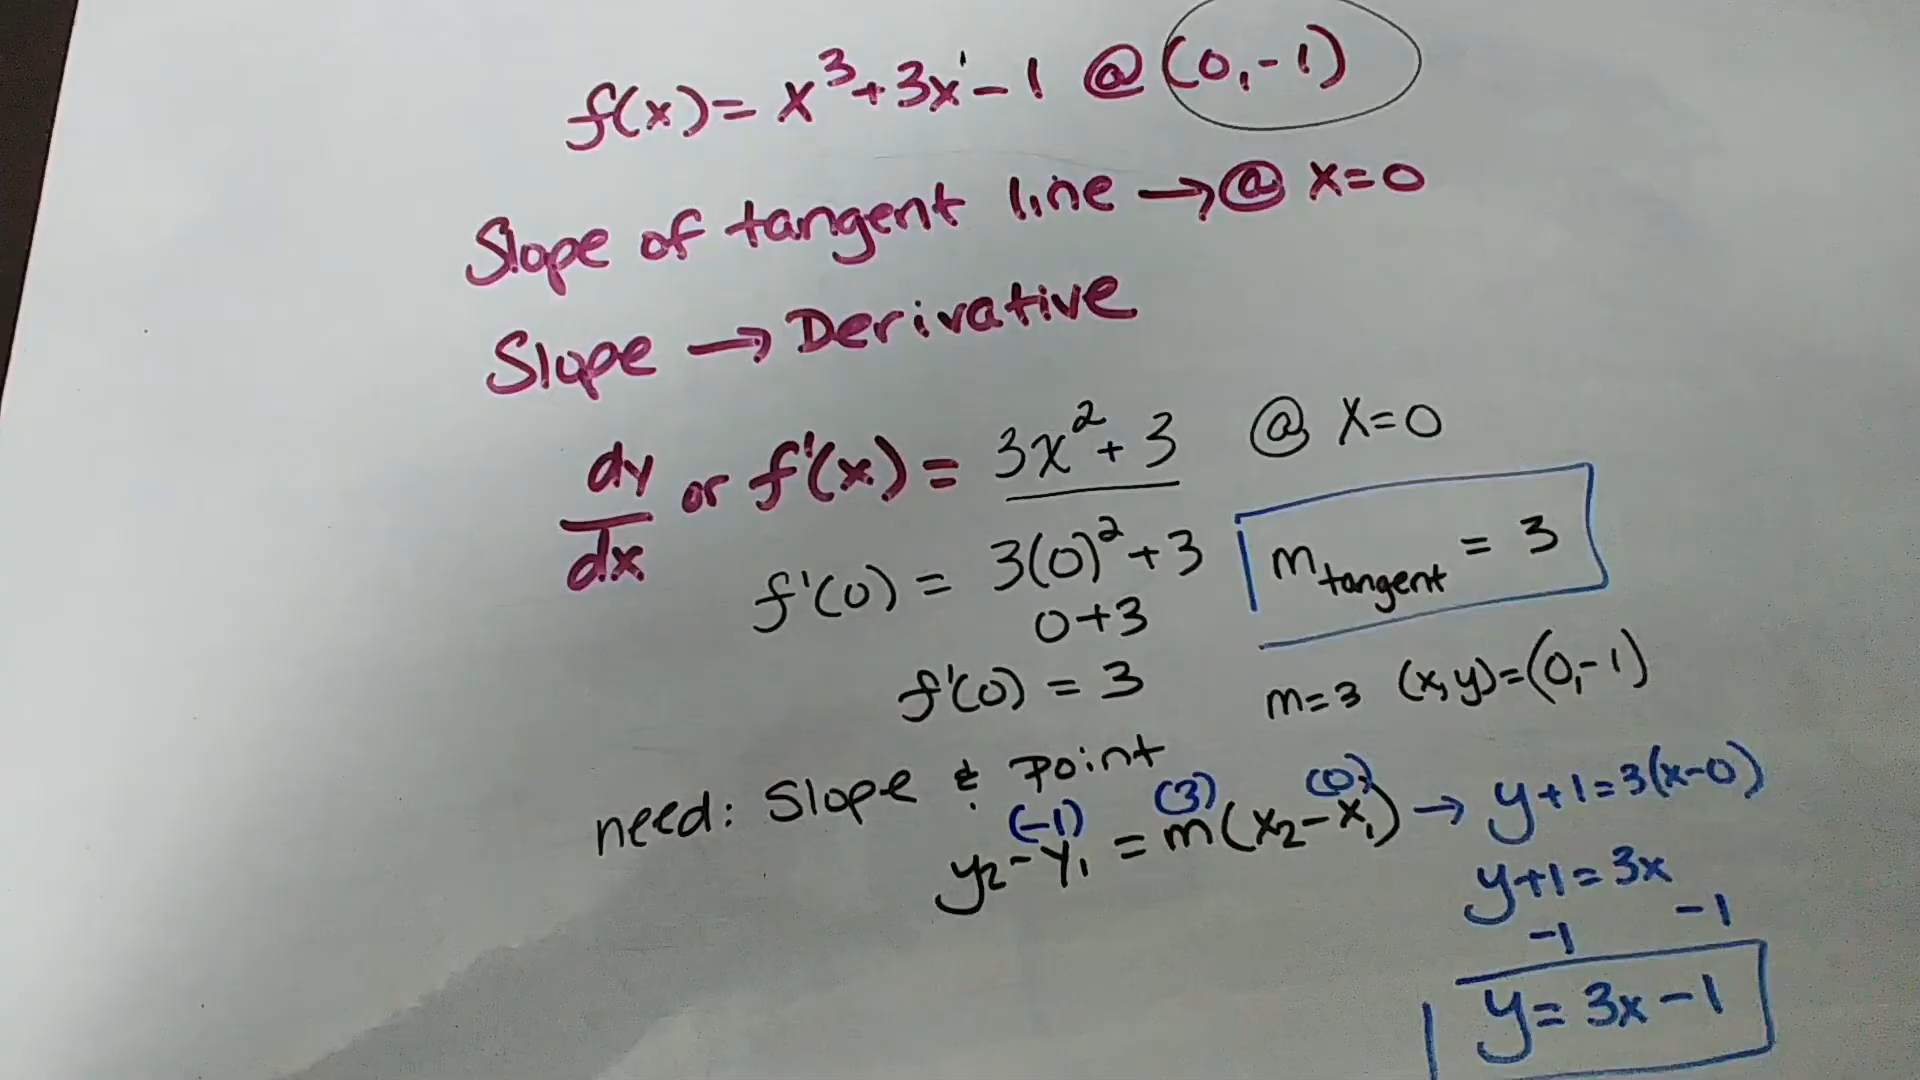 f(x) = x³ + 3x¹ - 1 @ (0,-1)
Slope of tangent line → @ x=0
Slope → Derivative
dy/dx or f'(x) = 3x² + 3 @ x=0
f'(0) = 3(0)² + 3
0+3
f'(0) = 3
m tangent = 3
m=3 (x,y)=(0,-1)
need: Slope & Point
(-1) (3) (0)
y₂-y₁ = m(x₂-x₁) → y+1=3(x-0)
y+1=3x
-1 -1
y=3x-1